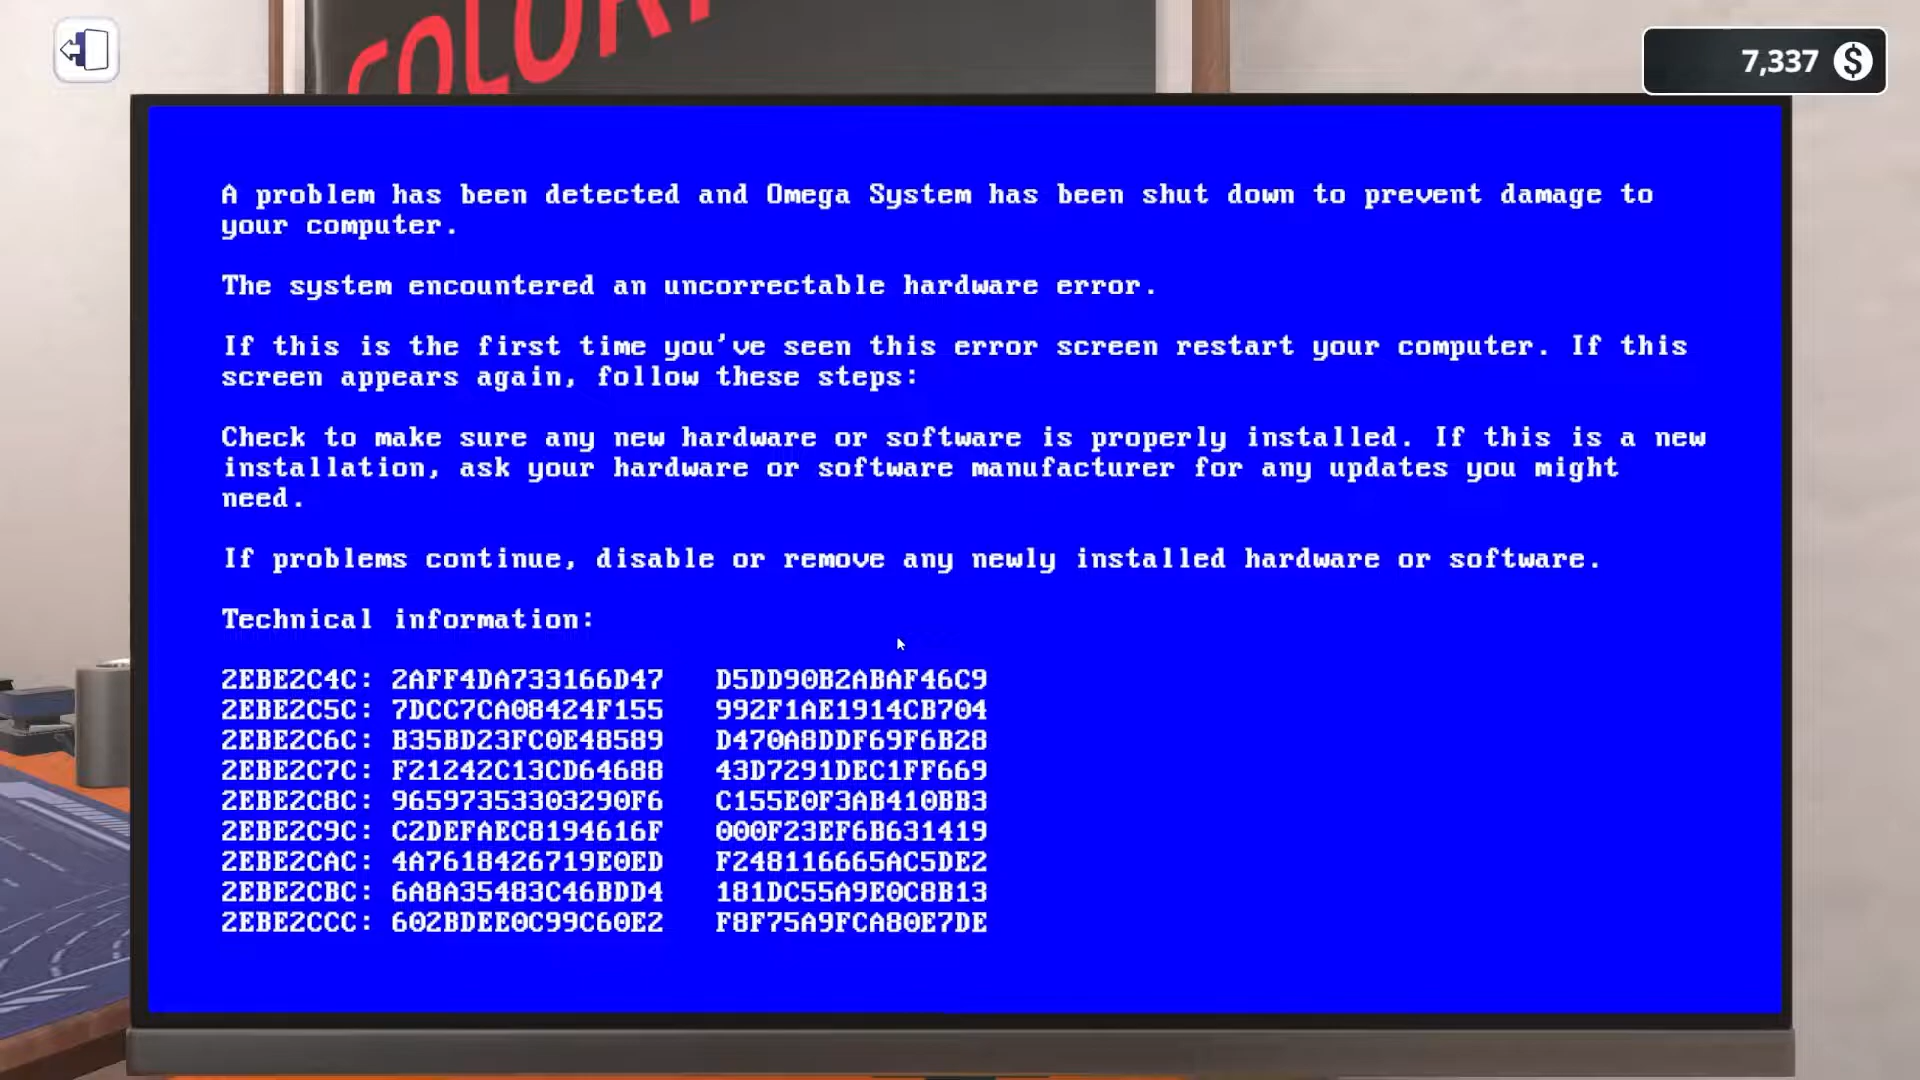 7,337
A problem has been detected and Omega System has been shut down to prevent damage to
your computer.
The system encountered an uncorrectable hardware error.
If this is the first time you've seen this error screen restart your computer. If this
screen appears again, follow these steps:
Check to make sure any new hardware or software is properly installed. If this is a new
installation, ask your hardware or software manufacturer for any updates you might
need.
If problems continue, disable or remove any newly installed hardware or software.
Technical information:
2EBE2C4C: 2AFF4DA733166D47 D5DD90B2ABAF46C9
2EBE2C5C: 7DCC7CA08424F155 992F1AE1914CB704
2EBE2C6C: B35BD23FC0E48589 D470A8DDF69F6B28
2EBE2C7C: F21242C13CD64688 43D7291DEC1FF669
2EBE2C8C: 96597353303290F6 C155E0F3AB410BB3
2EBE2C9C: C2DEFAEC8194616F 000F23EF6B631419
2EBE2CAC: 4A7618426719E0ED F248116665AC5DE2
2EBE2CBC: 6A8A35483C46BDD4 181DC55A9E0C8B13
2EBE2CCC: 602BDEE0C99C60E2 F8F75A9FCA80E7DE